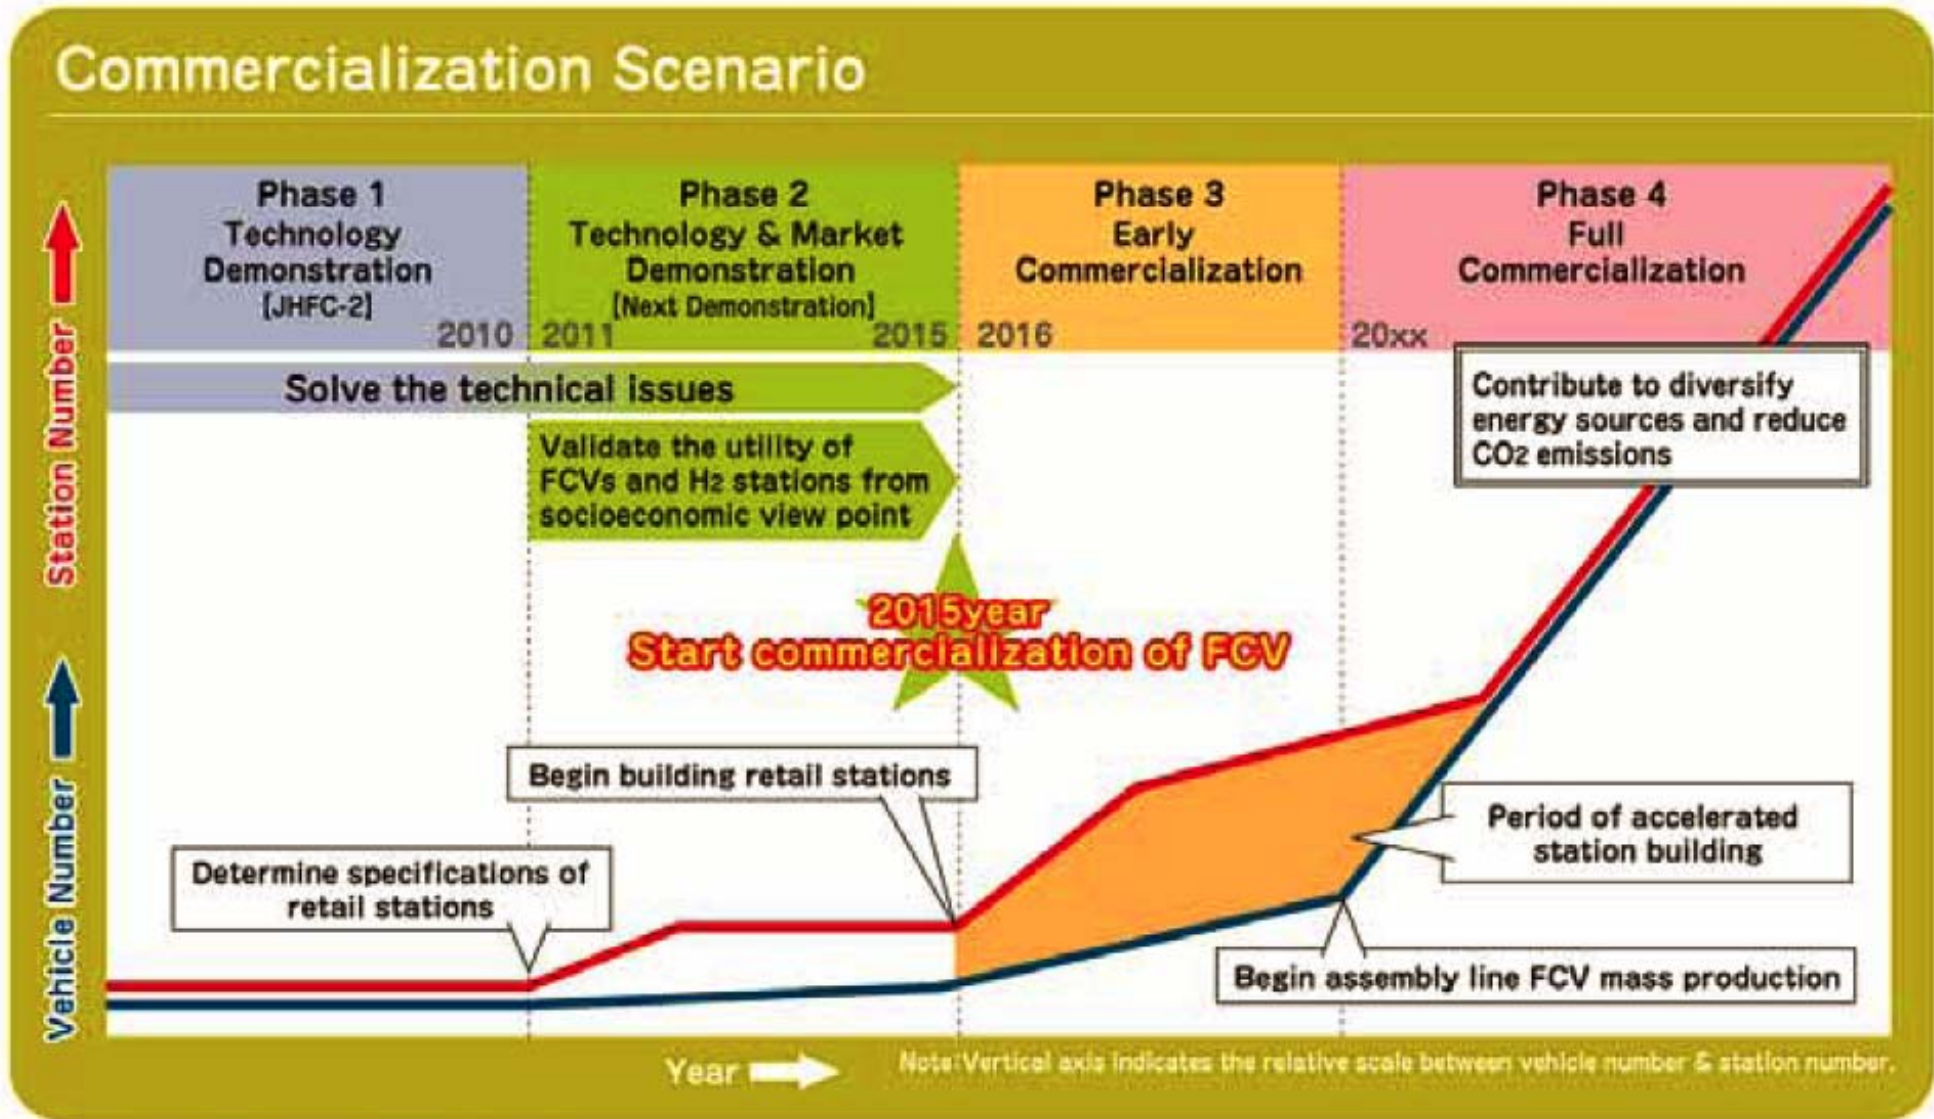 Commercialization Scenario
Phase 1
Technology
Demonstration
[JHFC-2]
2010
Phase 2
Technology & Market
Demonstration
[Next Demonstration]
2011
2015
Phase 3
Early
Commercialization
2016
Phase 4
Full
Commercialization
20xx
Station Number
Vehicle Number
Solve the technical issues
Validate the utility of
FCVs and H2 stations from
socioeconomic view point
Contribute to diversify
energy sources and reduce
CO2 emissions
2015year
Start commercialization of FCV
Begin building retail stations
Determine specifications of
retail stations
Period of accelerated
station building
Begin assembly line FCV mass production
Year
Note:Vertical axis indicates the relative scale between vehicle number & station number.